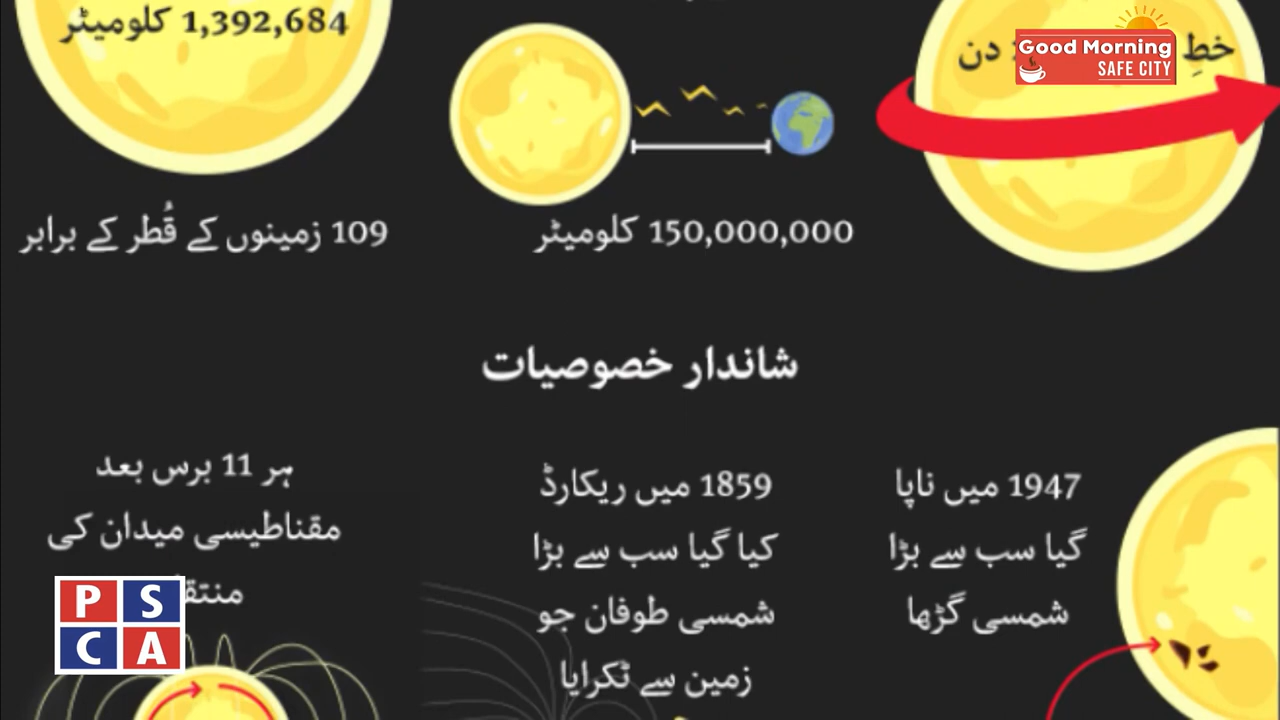 1,392,684 کلومیٹر
109 زمینوں کے قُطر کے برابر
150,000,000 کلومیٹر
خطِ
دن
Good Morning
SAFE CITY
شاندار خصوصیات
ہر 11 برس بعد
مقناطیسی میدان کی
1859 میں ریکارڈ
کیا گیا سب سے بڑا
شمسی طوفان جو
زمین سے ٹکرایا
1947 میں ناپا
گیا سب سے بڑا
شمسی گڑھا
P S
C A